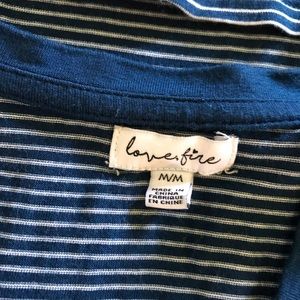 love,fire
M/M
MADE IN
CHINA
FABRIQUÉ
EN CHINE